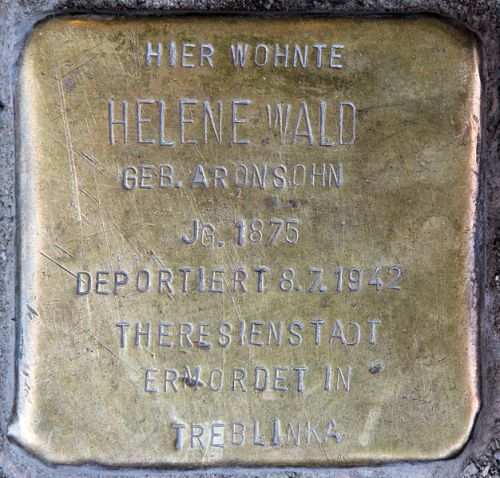 HIER WOHNTE
HELENE WALD
GEB. ARONSOHN
JG. 1875
DEPORTIERT 8.7.1942
THERESIENSTADT
ERMORDET IN
TREBLINKA